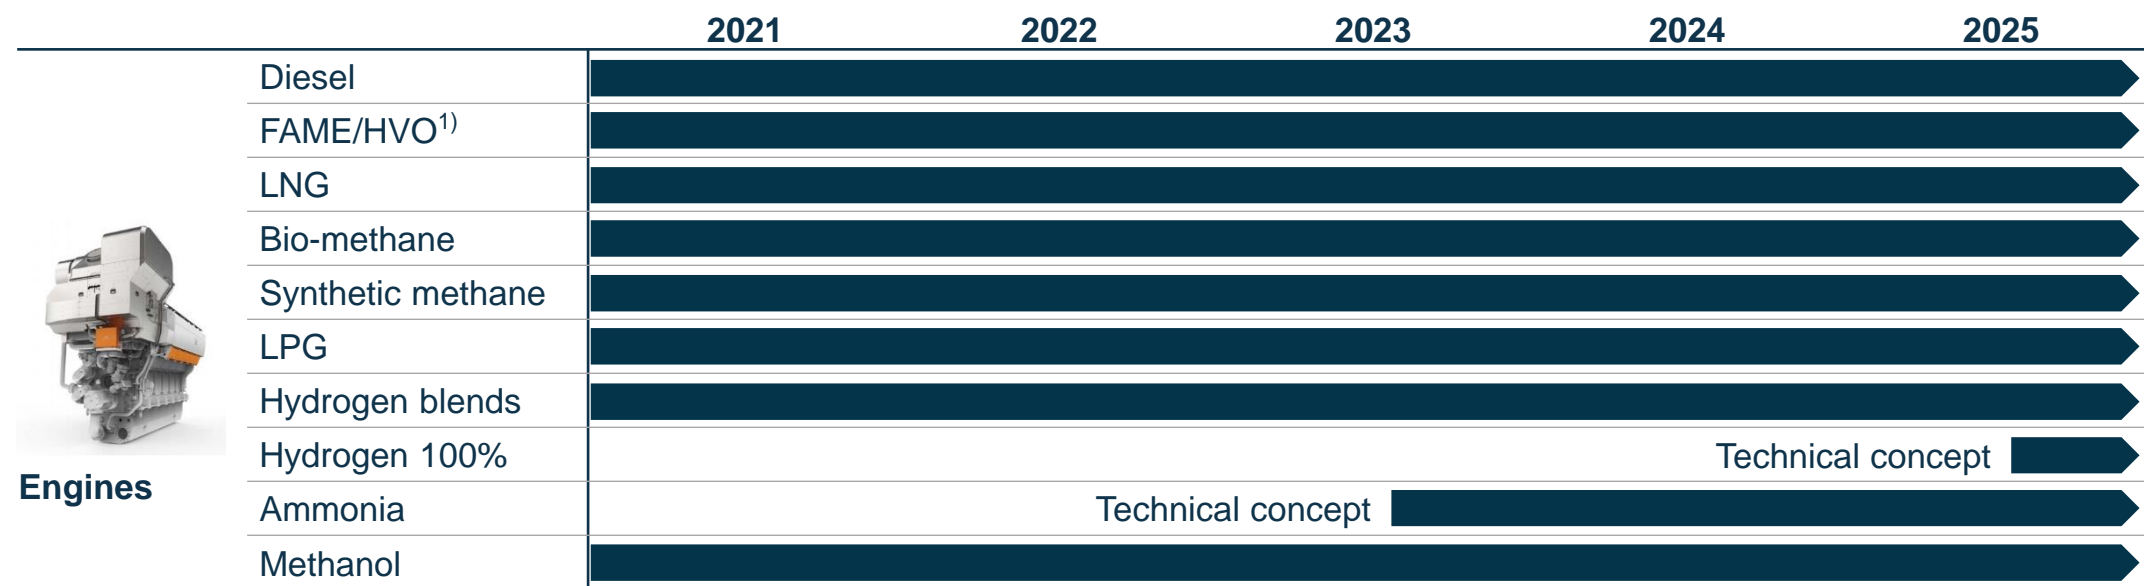 2021 2022 2023 2024 2025
Diesel
FAME/HVO1)
LNG
Bio-methane
Synthetic methane
LPG
Hydrogen blends
Hydrogen 100% Technical concept
Engines
Ammonia Technical concept
Methanol